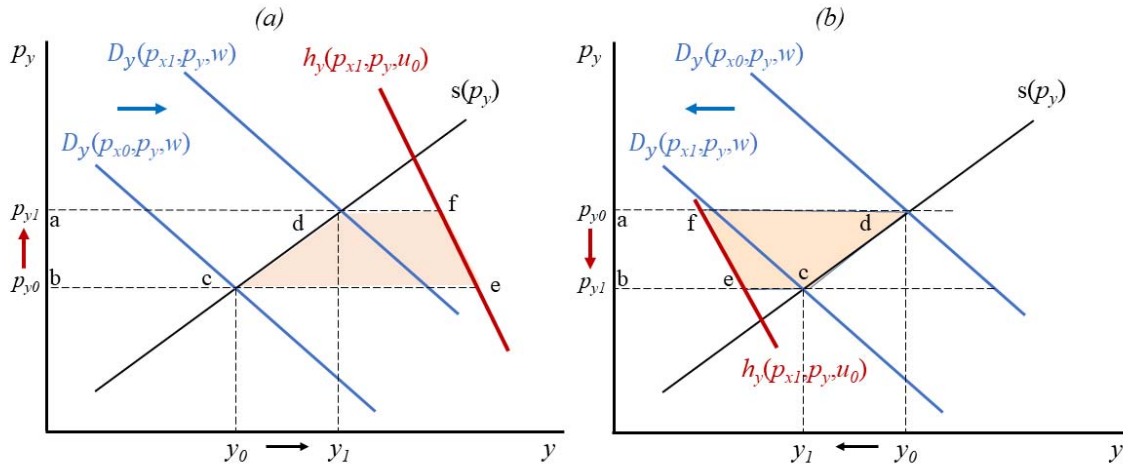 (a)
p_y
D_y(p_x1,p_y,w)
h_y(p_x1,p_y,u_0)
s(p_y)
D_y(p_x0,p_y,w)
p_y1
a
d
f
p_y0
b
c
e
y_0
y_1
y
(b)
p_y
D_y(p_x0,p_y,w)
s(p_y)
D_y(p_x1,p_y,w)
p_y0
a
f
d
p_y1
b
e
c
h_y(p_x1,p_y,u_0)
y_1
y_0
y